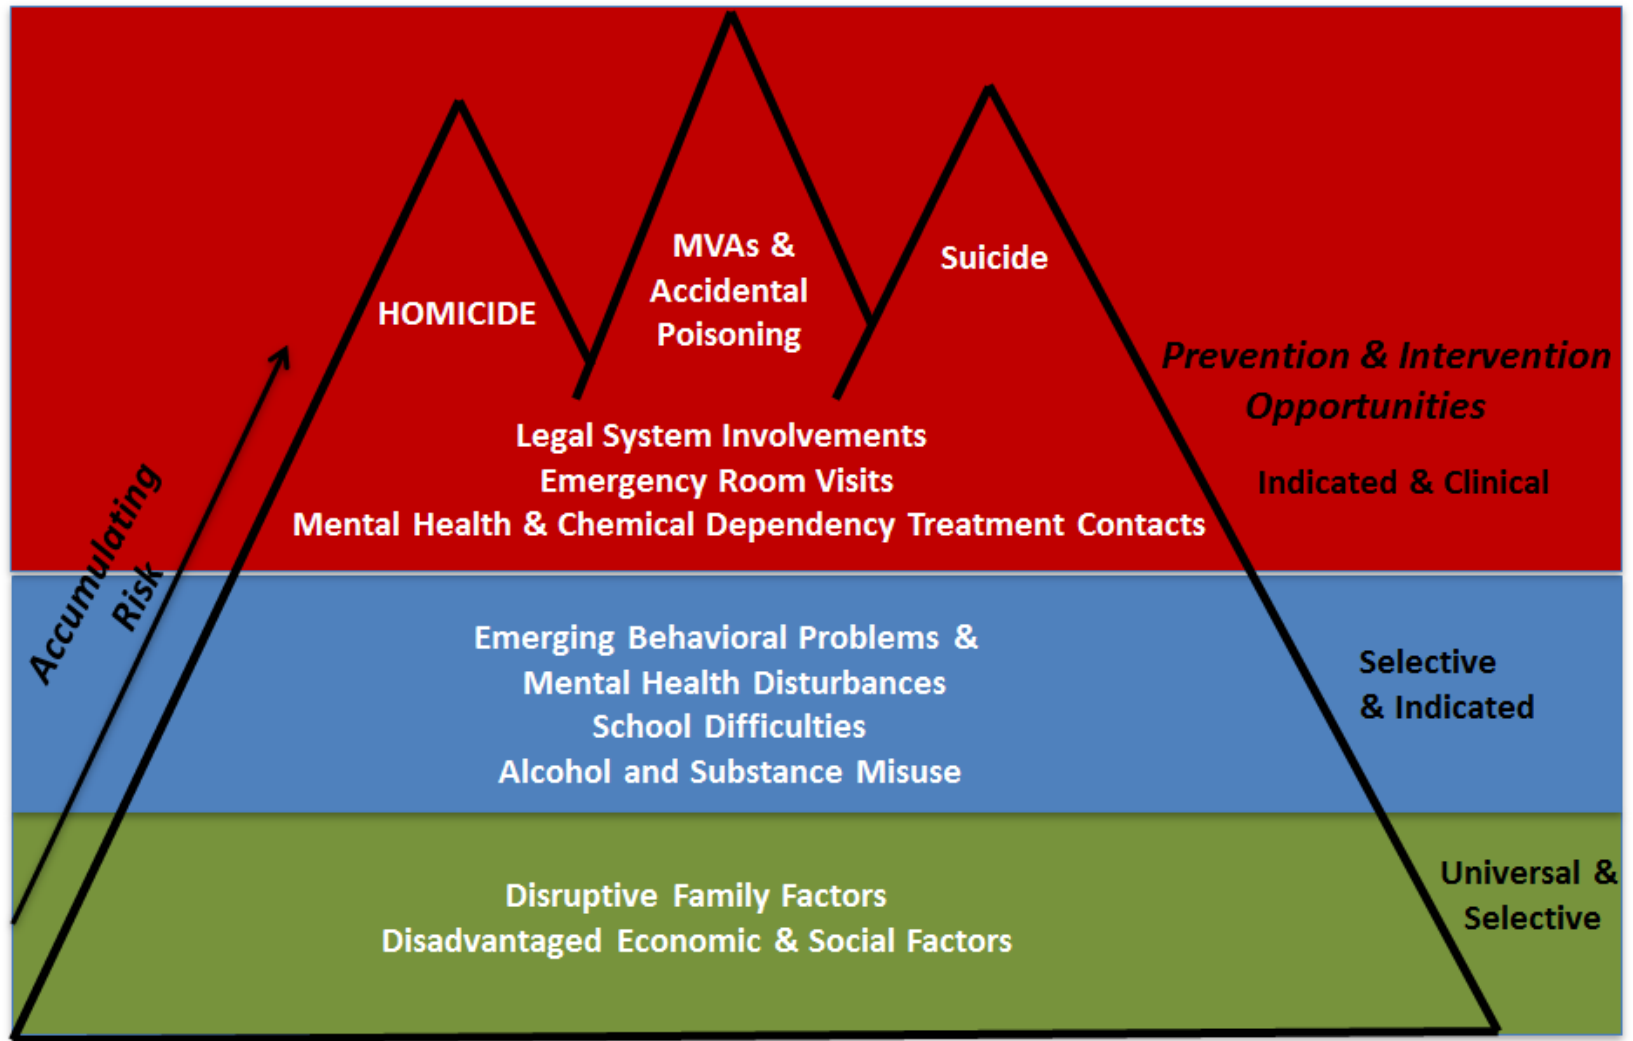 HOMICIDE
MVAs &
Accidental
Poisoning
Suicide
Prevention & Intervention
Opportunities
Legal System Involvements
Emergency Room Visits
Mental Health & Chemical Dependency Treatment Contacts
Indicated & Clinical
Accumulating
Risk
Emerging Behavioral Problems &
Mental Health Disturbances
School Difficulties
Alcohol and Substance Misuse
Selective
& Indicated
Disruptive Family Factors
Disadvantaged Economic & Social Factors
Universal &
Selective